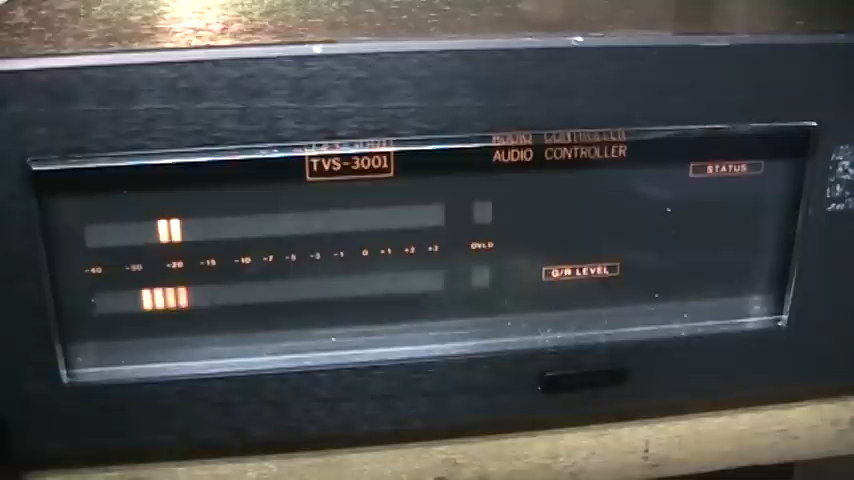 TVS-3001
AUDIO CONTROLLER
STATUS
-40 -30 -20 -15 -10 -7 -5 -3 -1 0 +1 +2 +3 OVLD
G/R LEVEL